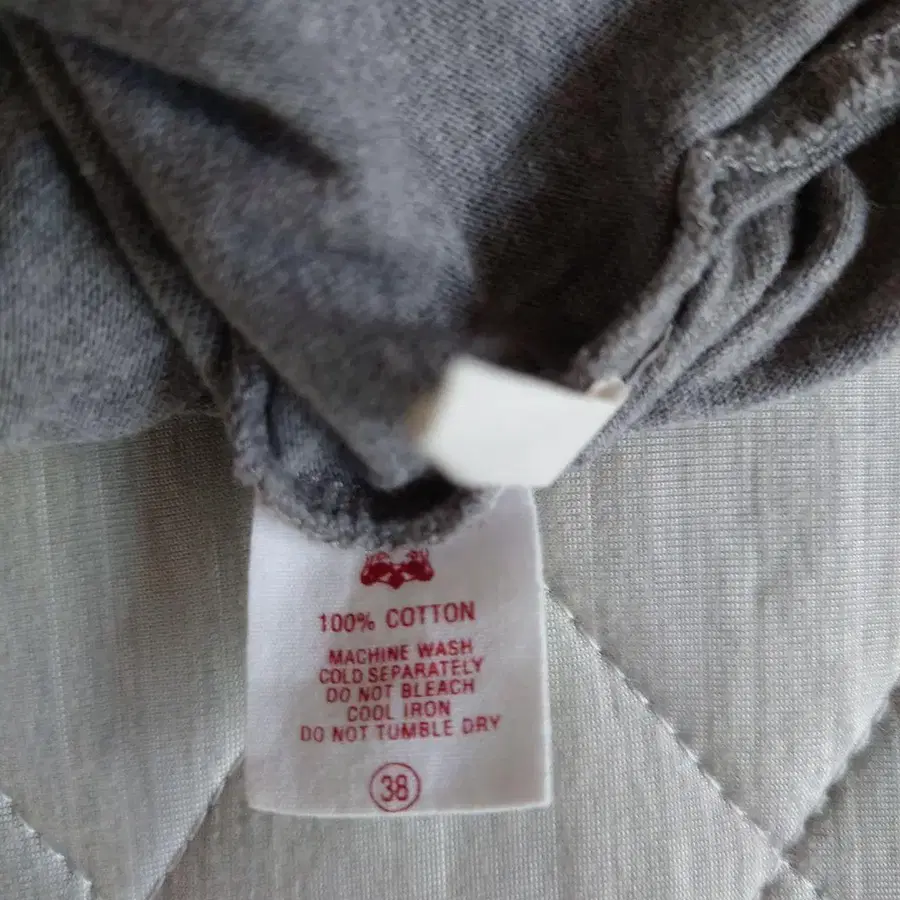 100% COTTON
MACHINE WASH
COLD SEPARATELY
DO NOT BLEACH
COOL IRON
DO NOT TUMBLE DRY
38